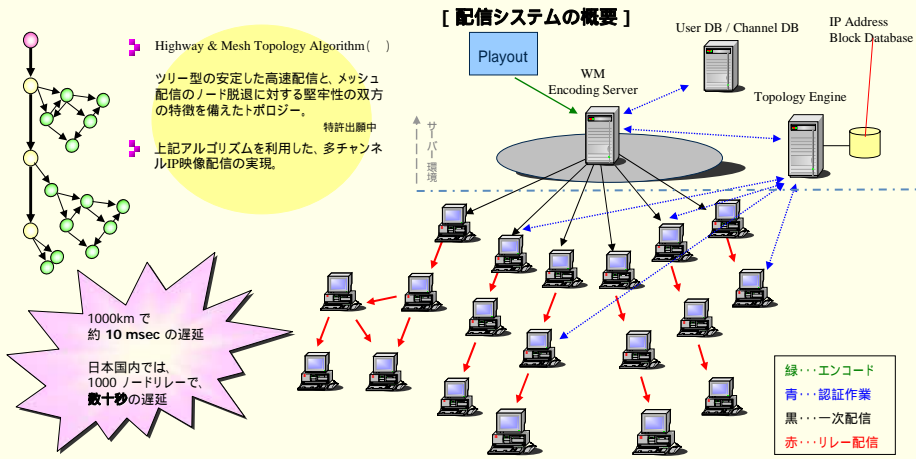 [ 配信システムの概要 ]
Highway & Mesh Topology Algorithm( )
ツリー型の安定した高速配信と、メッシュ
配信のノード脱退に対する堅牢性の双方
の特徴を備えたトポロジー。
特許出願中
上記アルゴリズムを利用した、多チャンネ
ルIP映像配信の実現。
Playout
WM
Encoding Server
User DB / Channel DB
IP Address
Block Database
Topology Engine
サーバー環境
1000km で
約 10 msec の遅延
日本国内では、
1000 ノードリレーで、
数十秒の遅延
緑・・・エンコード
青・・・認証作業
黒・・・一次配信
赤・・・リレー配信